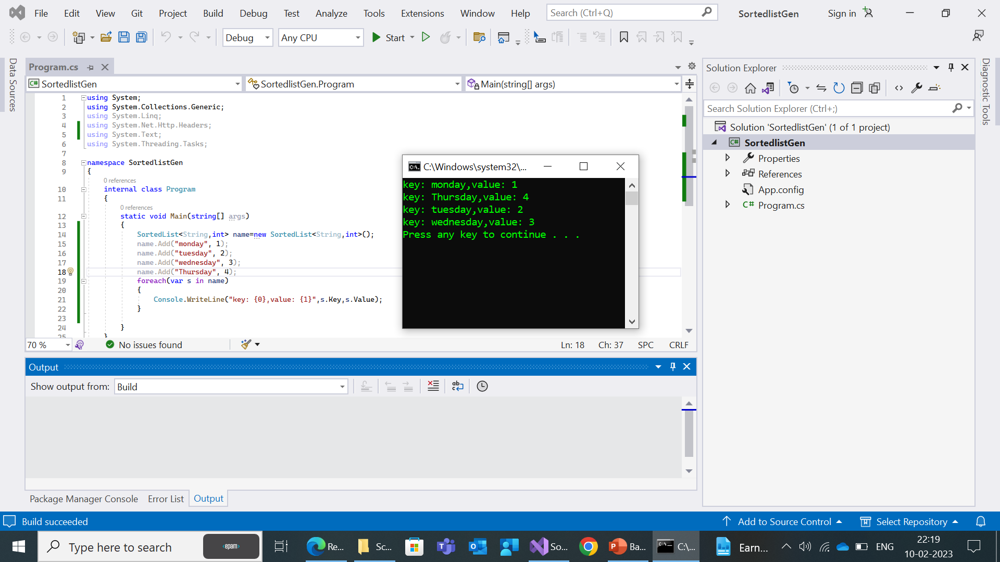 File Edit View Git Project Build Debug Test Analyze Tools Extensions Window Help Search (Ctrl+Q) SortedlistGen Sign in
Debug Any CPU Start
Data Sources
Program.cs
SortedlistGen SortedlistGen.Program Main(string[] args)
1 using System;
2 using System.Collections.Generic;
3 using System.Linq;
4 using System.Net.Http.Headers;
5 using System.Text;
6 using System.Threading.Tasks;
7
8 namespace SortedlistGen
9 {
0 references
10 internal class Program
11 {
0 references
12 static void Main(string[] args)
13 {
14 SortedList<String,int> name=new SortedList<String,int>();
15 name.Add("monday", 1);
16 name.Add("tuesday", 2);
17 name.Add("wednesday", 3);
18 name.Add("Thursday", 4);
19 foreach(var s in name)
20 {
21 Console.WriteLine("key: {0},value: {1}",s.Key,s.Value);
22 }
23
24 }
25 }
C:\Windows\system32\...
key: monday,value: 1
key: Thursday,value: 4
key: tuesday,value: 2
key: wednesday,value: 3
Press any key to continue . . .
70 % No issues found Ln: 18 Ch: 37 SPC CRLF
Output
Show output from: Build
Package Manager Console Error List Output
Solution Explorer
Search Solution Explorer (Ctrl+;)
Solution 'SortedlistGen' (1 of 1 project)
C# SortedlistGen
Properties
References
App.config
C# Program.cs
Diagnostic Tools
Build succeeded Add to Source Control Select Repository
Type here to search <epam> Re... Sc... So... Ba... C:\... Earn... ENG 22:19
10-02-2023